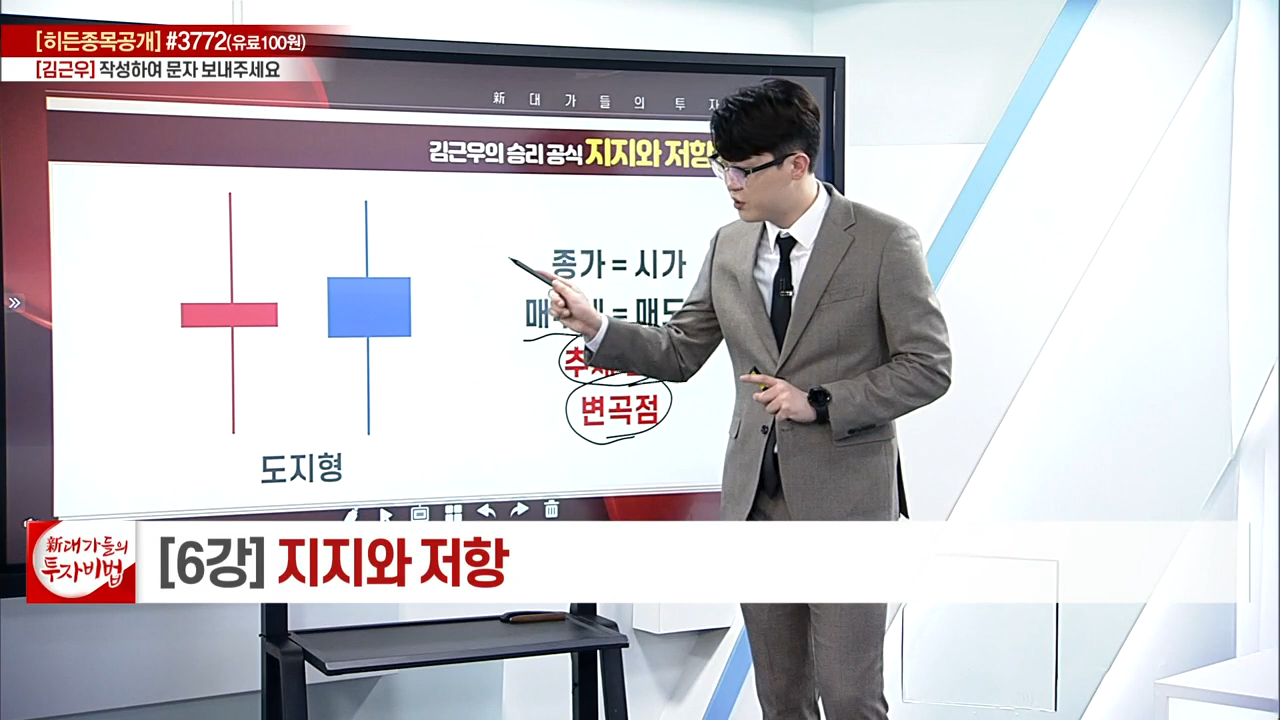 [히든종목공개] #3772(유료100원)
[김근우] 작성하여 문자 보내주세요
新 대 가 들 의 투 자
김근우의 승리 공식 지지와 저항
종가 = 시가
= 매도
변곡점
도지형
新대가들의
투자비법
[6강] 지지와 저항